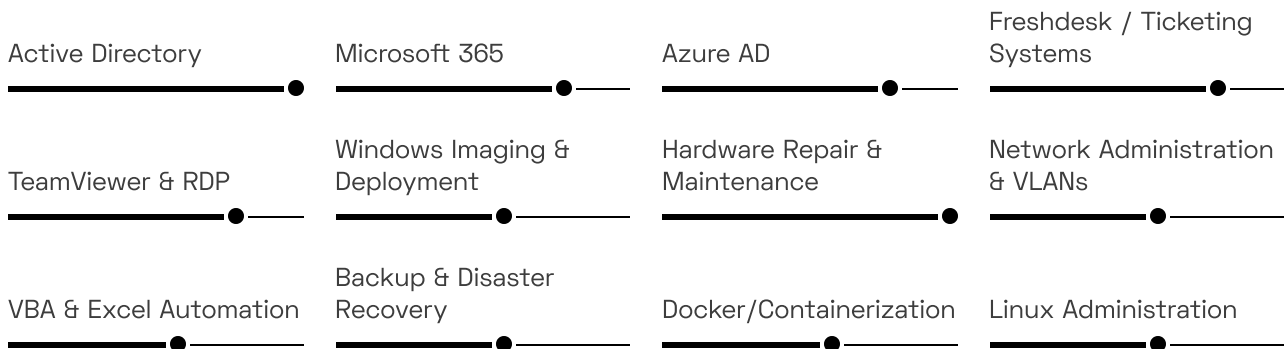 Active Directory
Microsoft 365
Azure AD
Freshdesk / Ticketing
Systems
TeamViewer & RDP
Windows Imaging &
Deployment
Hardware Repair &
Maintenance
Network Administration
& VLANs
VBA & Excel Automation
Backup & Disaster
Recovery
Docker/Containerization
Linux Administration